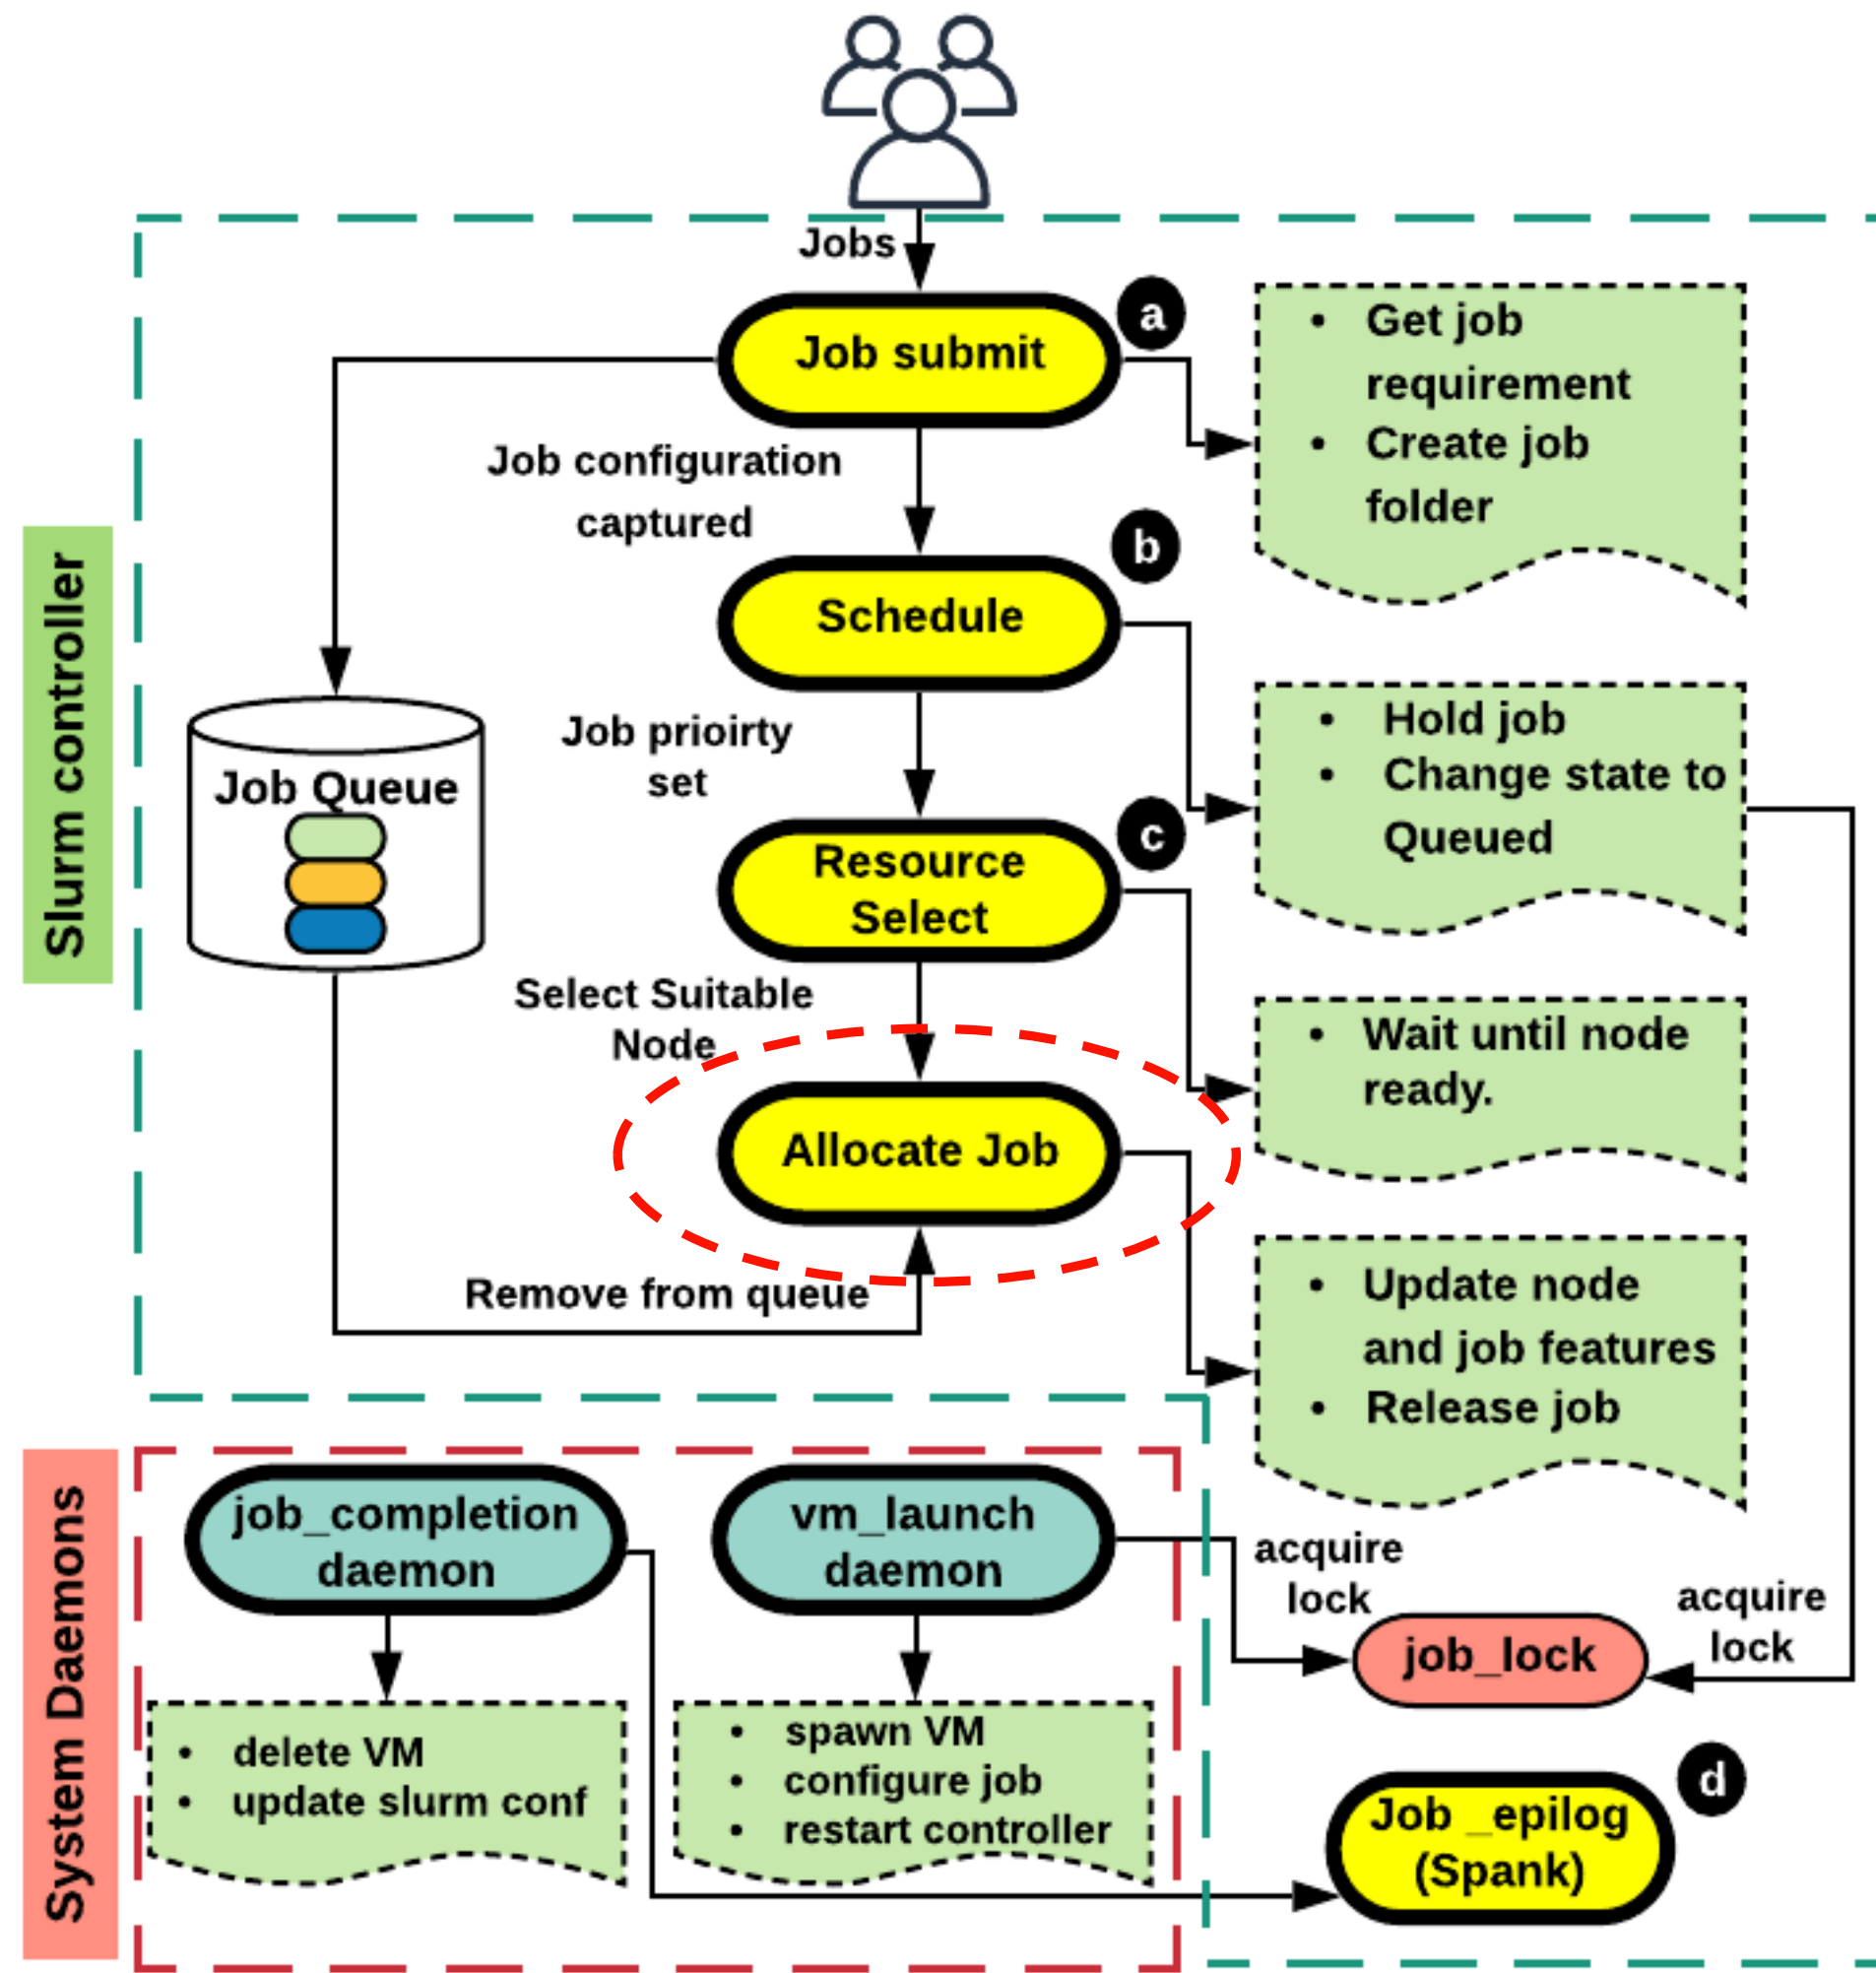 Jobs
Job submit
a
Get job
requirement
Create job
folder
Job configuration
captured
Schedule
b
Hold job
Change state to
Queued
Job prioirty
set
Job Queue
Resource
Select
c
Wait until node
ready.
Select Suitable
Node
Allocate Job
Update node
and job features
Release job
Remove from queue
Slurm controller
System Daemons
job_completion
daemon
vm_launch
daemon
acquire
lock
acquire
lock
job_lock
delete VM
update slurm conf
spawn VM
configure job
restart controller
d
Job _epilog
(Spank)